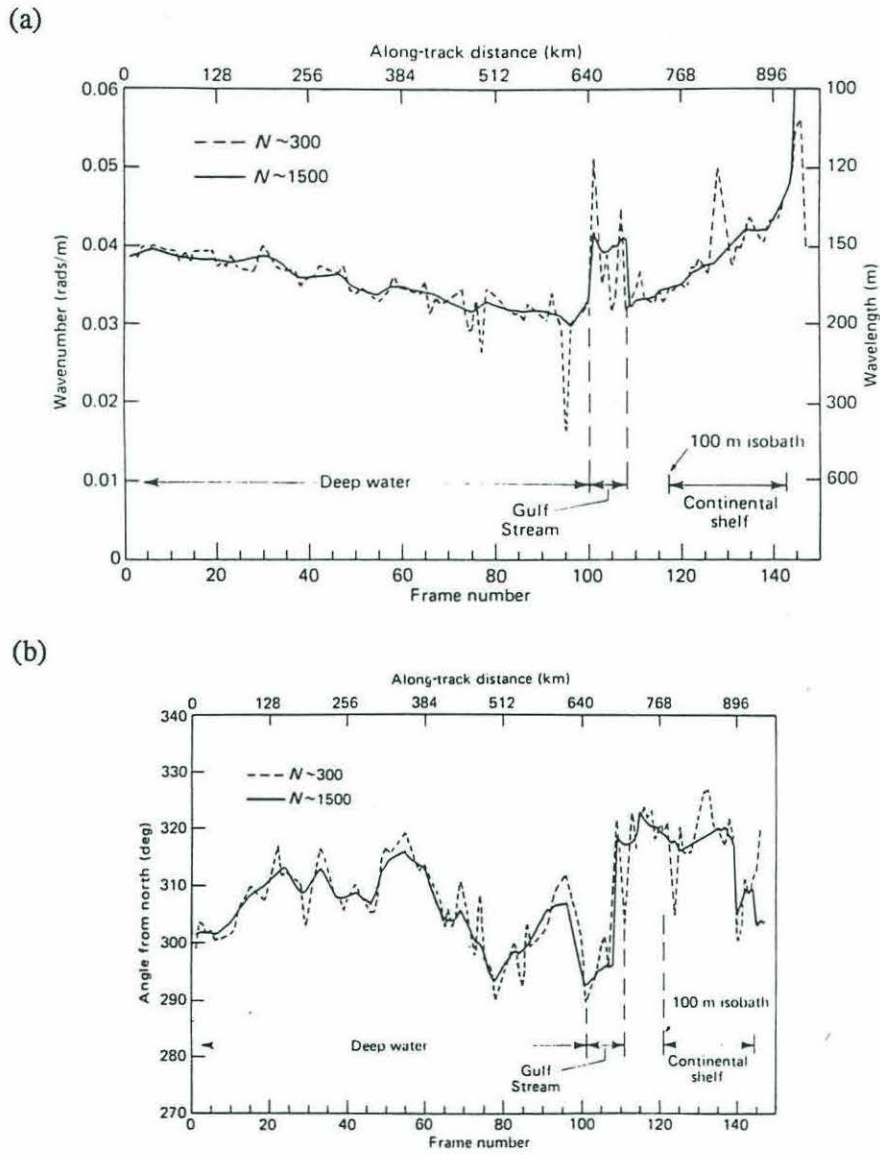 (a)
Along-track distance (km)
0 128 256 384 512 640 768 896
0.06 0.05 0.04 0.03 0.02 0.01 0
Wavenumber (rads/m)
N ~300
N ~1500
100 120 150 200 300 600
Wavelength (m)
100 m isobath
Deep water
Gulf
Stream
Continental
shelf
0 20 40 60 80 100 120 140
Frame number
(b)
Along-track distance (km)
0 128 256 384 512 640 768 896
340 330 320 310 300 290 280 270
Angle from north (deg)
N ~300
N ~1500
100 m isobath
Deep water
Gulf
Stream
Continental
shelf
0 20 40 60 80 100 120 140
Frame number